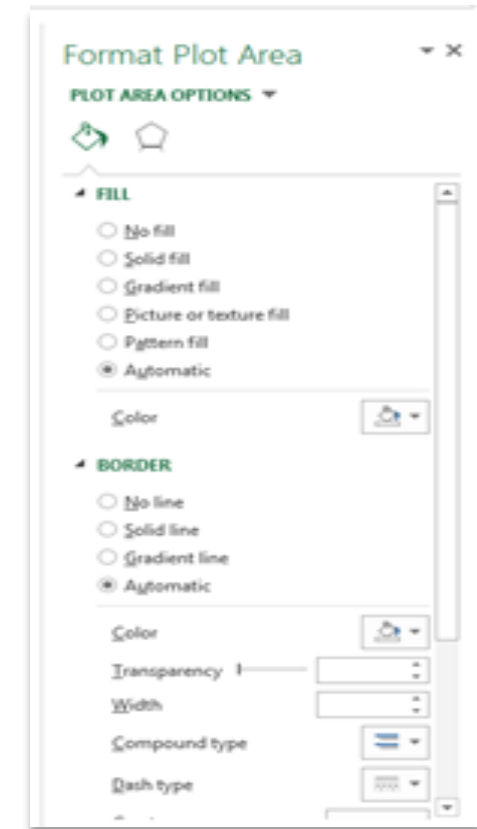 Format Plot Area
PLOT AREA OPTIONS
FILL
No fill
Solid fill
Gradient fill
Picture or texture fill
Pattern fill
Automatic
Color
BORDER
No line
Solid line
Gradient line
Automatic
Color
Transparency
Width
Compound type
Dash type